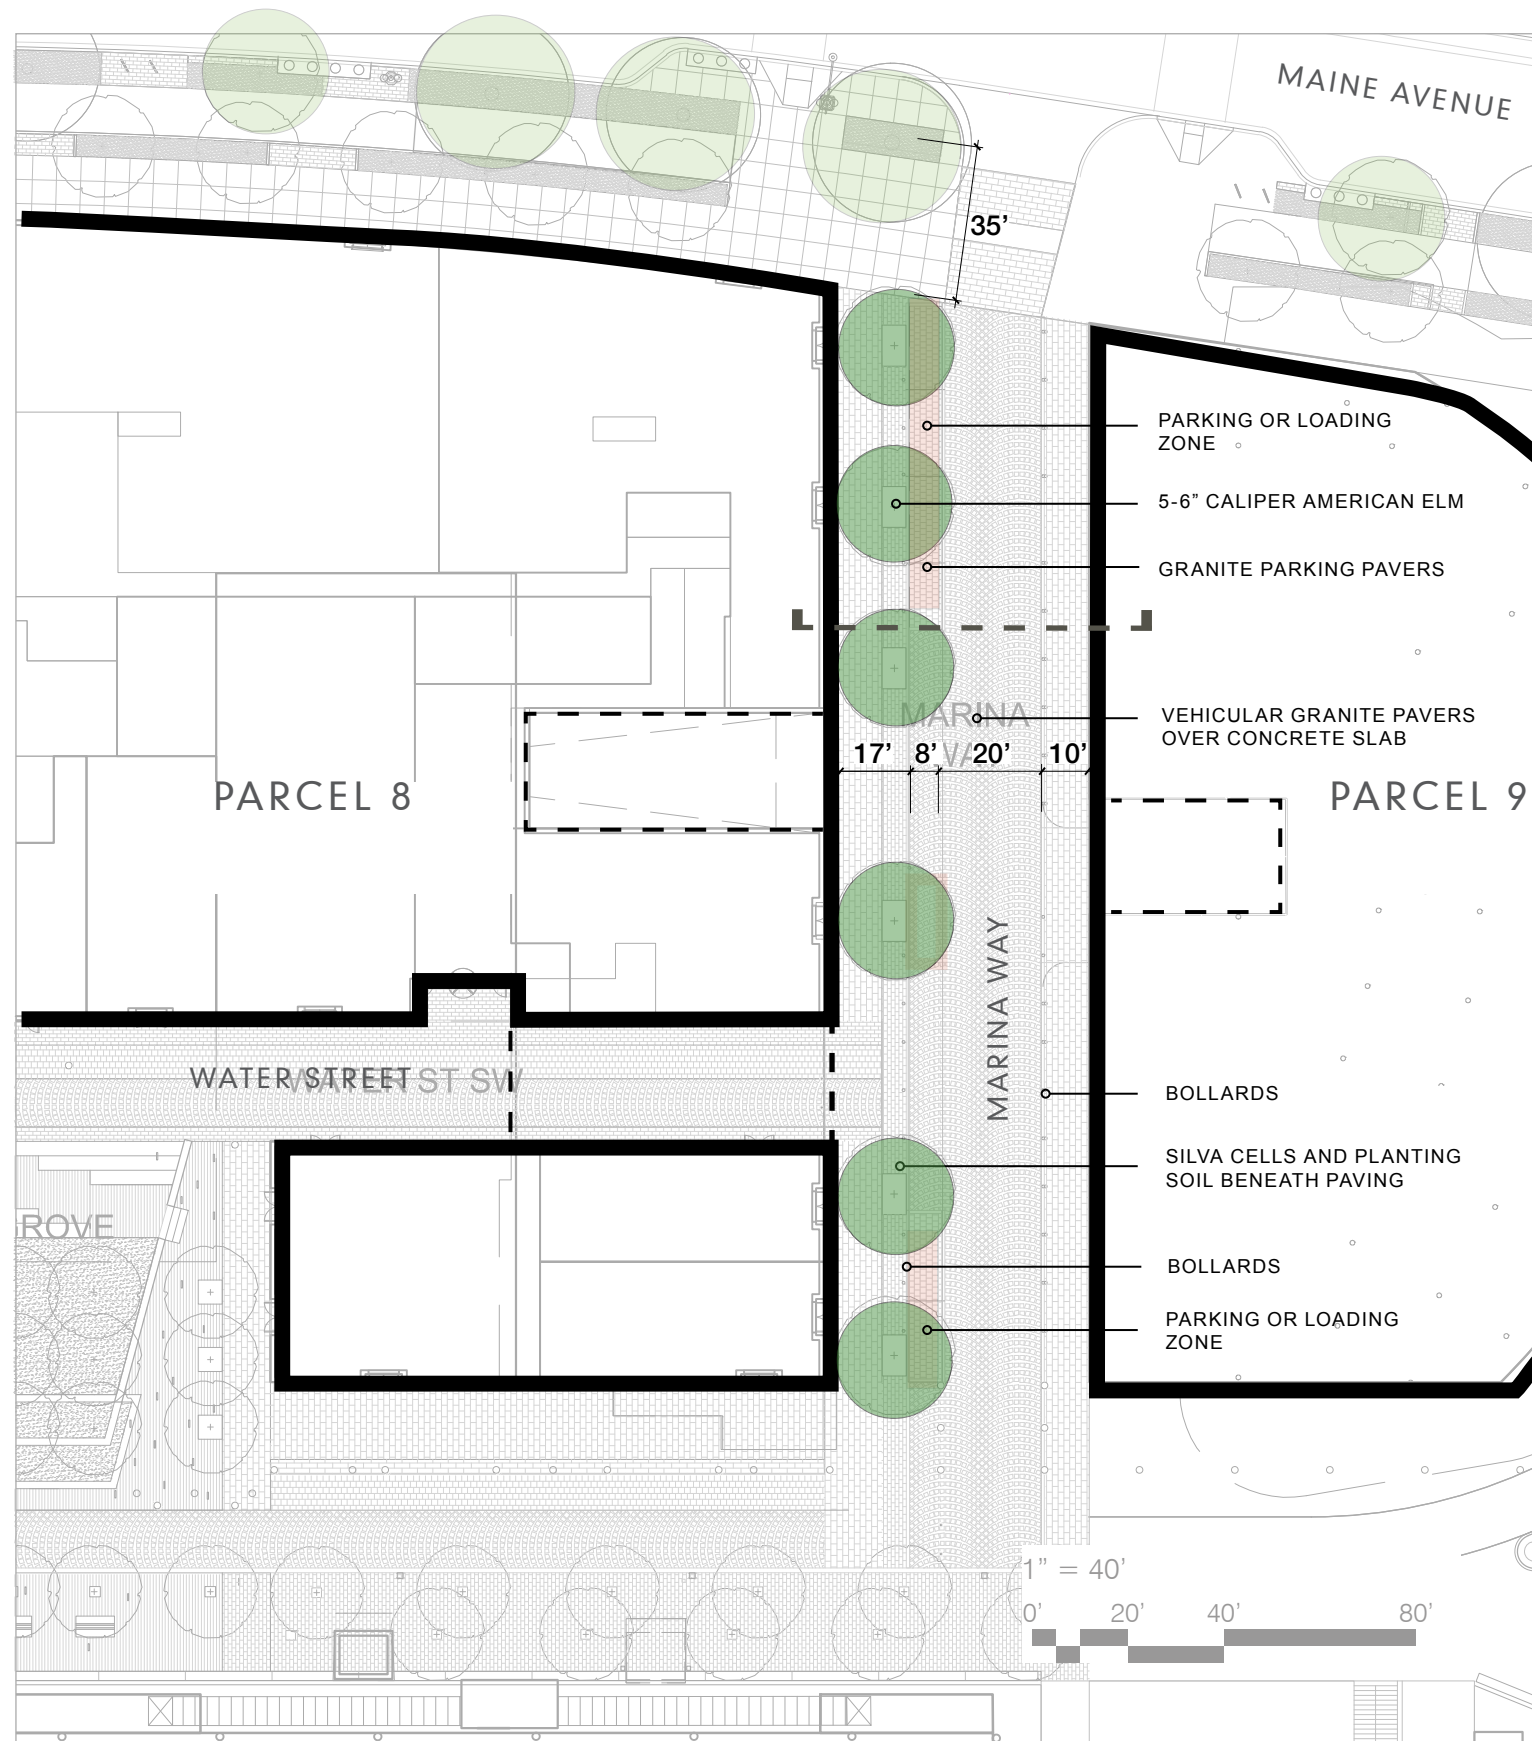 MAINE AVENUE
35’
PARKING OR LOADING
ZONE
5-6” CALIPER AMERICAN ELM
GRANITE PARKING PAVERS
MARINA
VEHICULAR GRANITE PAVERS
OVER CONCRETE SLAB
17’ 8’ 20’ 10’
PARCEL 8
PARCEL 9
MARINA WAY
WATER STREET
WATER ST SW
BOLLARDS
SILVA CELLS AND PLANTING
SOIL BENEATH PAVING
ROVE
BOLLARDS
PARKING OR LOADING
ZONE
1” = 40’
0’ 20’ 40’ 80’